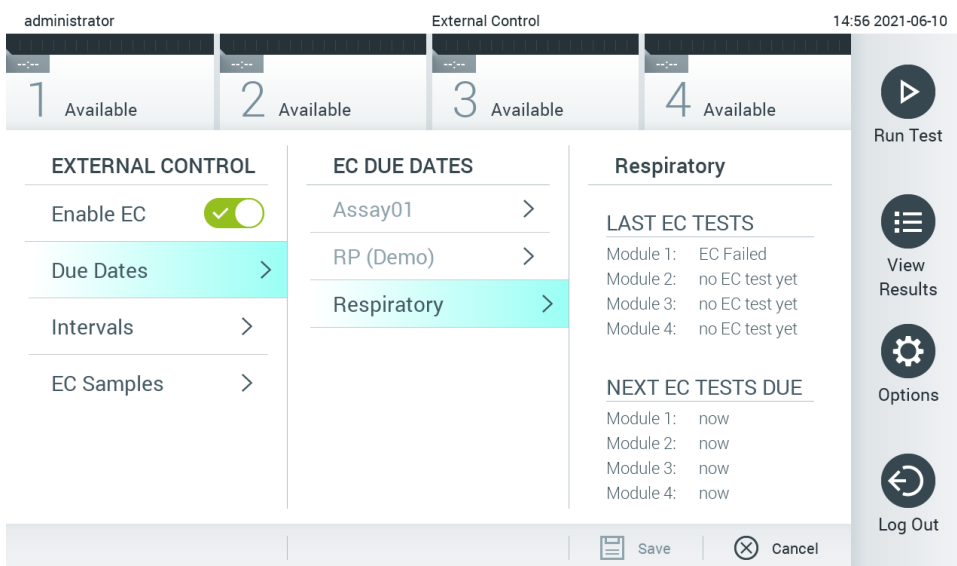 administrator
External Control
14:56 2021-06-10
--:--
1 Available
--:--
2 Available
--:--
3 Available
--:--
4 Available
EXTERNAL CONTROL
Enable EC
Due Dates
Intervals
EC Samples
EC DUE DATES
Assay01
RP (Demo)
Respiratory
Respiratory
LAST EC TESTS
Module 1: EC Failed
Module 2: no EC test yet
Module 3: no EC test yet
Module 4: no EC test yet
NEXT EC TESTS DUE
Module 1: now
Module 2: now
Module 3: now
Module 4: now
Run Test
View
Results
Options
Log Out
Save
Cancel